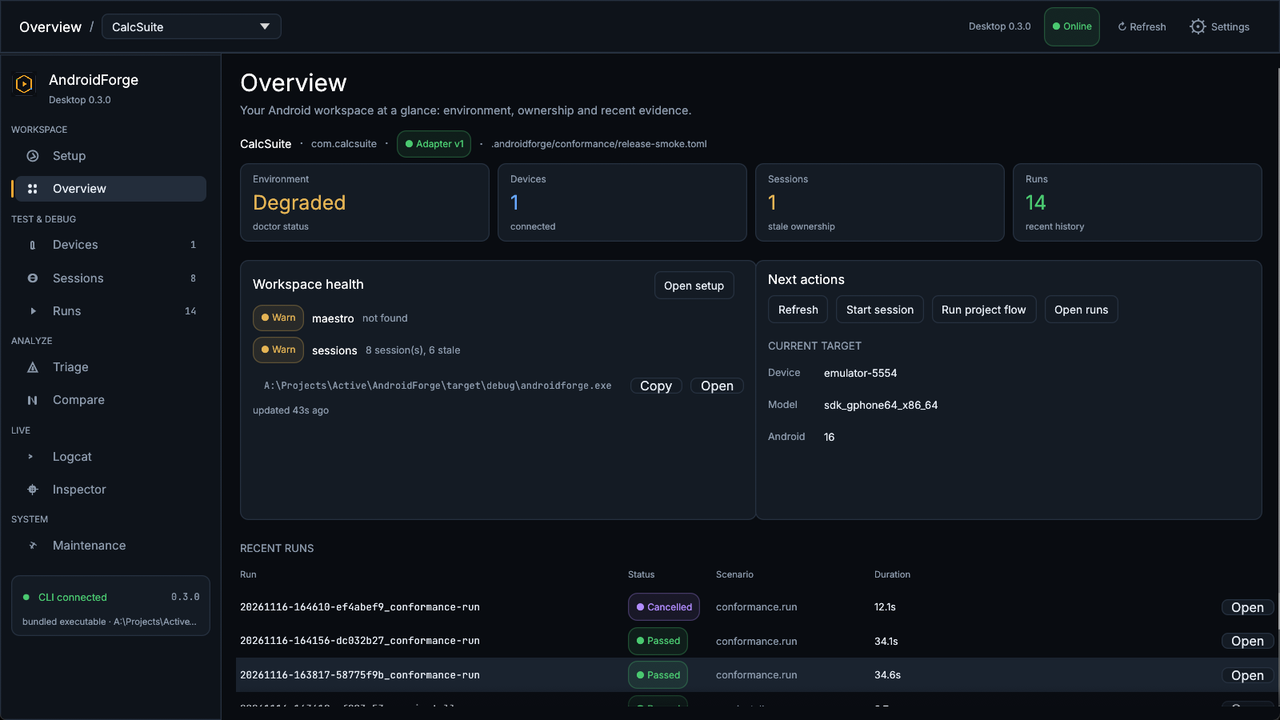 Overview / CalcSuite
Desktop 0.3.0
Online
Refresh
Settings
AndroidForge
Desktop 0.3.0
WORKSPACE
Setup
Overview
TEST & DEBUG
Devices 1
Sessions 8
Runs 14
ANALYZE
Triage
Compare
LIVE
Logcat
Inspector
SYSTEM
Maintenance
CLI connected 0.3.0
bundled executable · A:\Projects\Active...
Overview
Your Android workspace at a glance: environment, ownership and recent evidence.
CalcSuite · com.calcsuite · Adapter v1 · .androidforge/conformance/release-smoke.toml
Environment
Degraded
doctor status
Devices
1
connected
Sessions
1
stale ownership
Runs
14
recent history
Workspace health
Open setup
Warn maestro not found
Warn sessions 8 session(s), 6 stale
A:\Projects\Active\AndroidForge\target\debug\androidforge.exe Copy Open
updated 43s ago
Next actions
Refresh Start session Run project flow Open runs
CURRENT TARGET
Device emulator-5554
Model sdk_gphone64_x86_64
Android 16
RECENT RUNS
Run Status Scenario Duration
20261116-164610-ef4abef9_conformance-run Cancelled conformance.run 12.1s Open
20261116-164156-dc032b27_conformance-run Passed conformance.run 34.1s Open
20261116-163817-58775f9b_conformance-run Passed conformance.run 34.6s Open